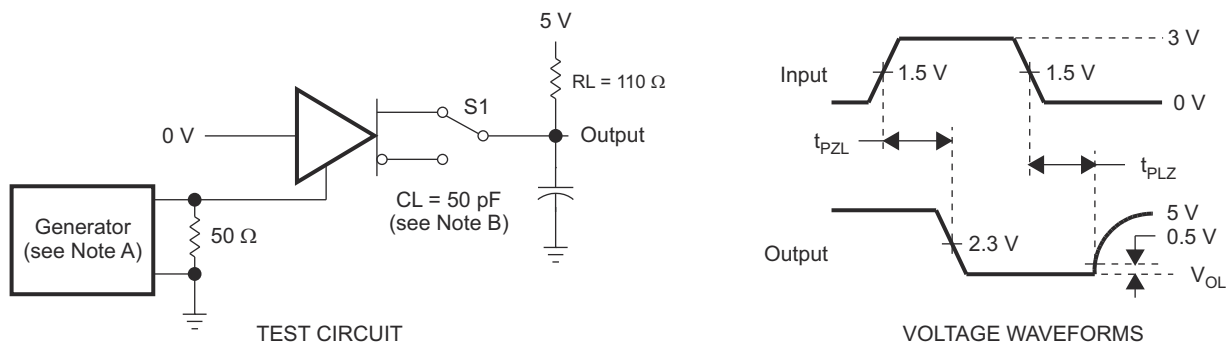 5 V
RL = 110 Ω
S1
0 V
Output
CL = 50 pF
(see Note B)
Generator
(see Note A)
50 Ω
TEST CIRCUIT
3 V
Input
1.5 V
1.5 V
0 V
tPZL
tPLZ
5 V
0.5 V
Output
2.3 V
VOL
VOLTAGE WAVEFORMS